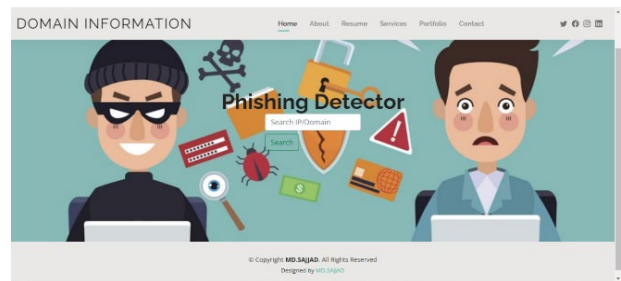 DOMAIN INFORMATION
Home About Resume Services Portfolio Contact
Phishing Detector
Search IP/Domain
Search
© Copyright MD.SAJJAD. All Rights Reserved
Designed by MD.SAJJAD